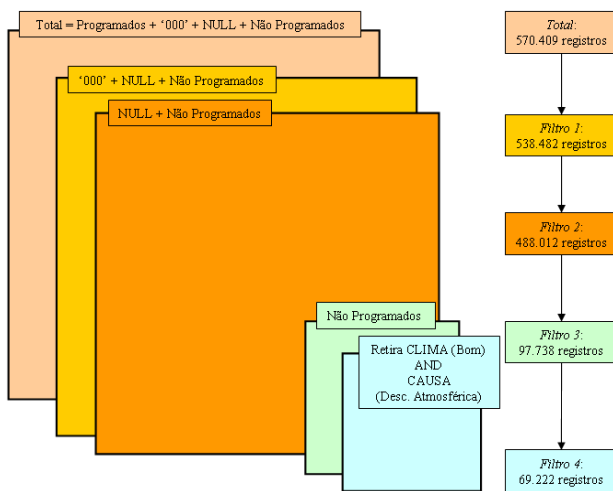 Total = Programados + ‘000’ + NULL + Não Programados
‘000’ + NULL + Não Programados
NULL + Não Programados
Não Programados
Retira CLIMA (Bom)
AND
CAUSA
(Desc. Atmosférica)
Total:
570.409 registros
Filtro 1:
538.482 registros
Filtro 2:
488.012 registros
Filtro 3:
97.738 registros
Filtro 4:
69.222 registros